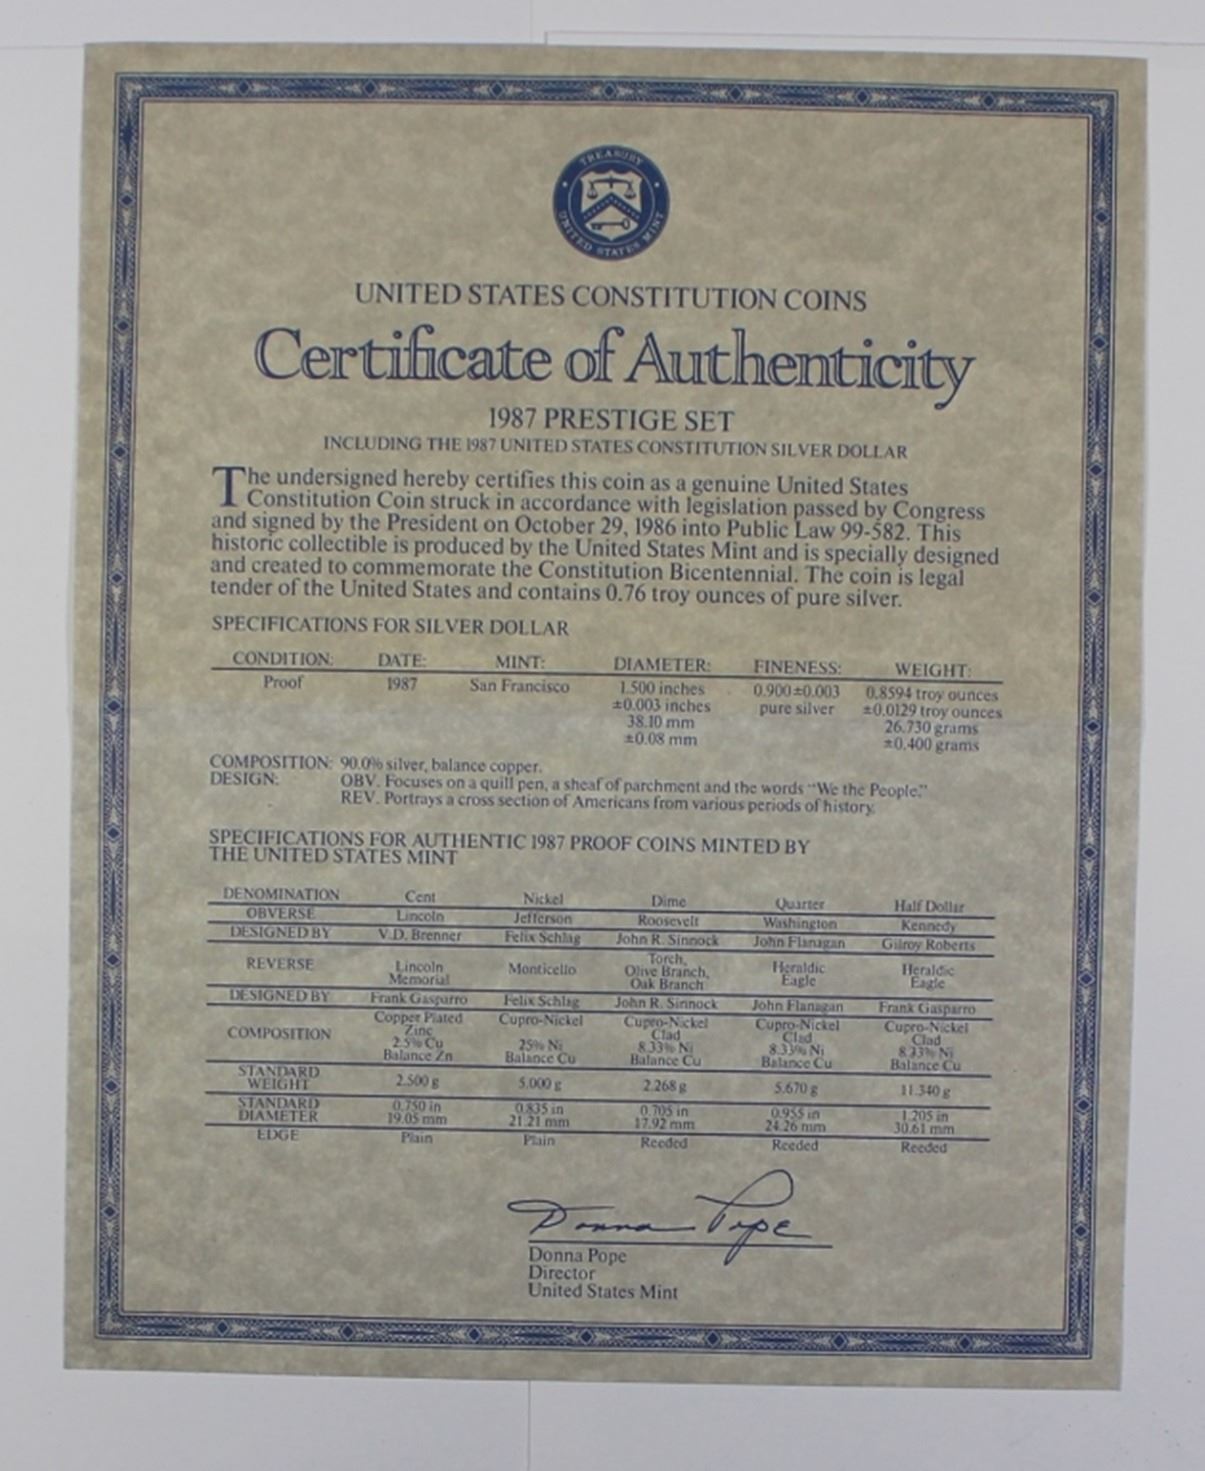 TREASURY
UNITED STATES MINT
UNITED STATES CONSTITUTION COINS
Certificate of Authenticity
1987 PRESTIGE SET
INCLUDING THE 1987 UNITED STATES CONSTITUTION SILVER DOLLAR
The undersigned hereby certifies this coin as a genuine United States
Constitution Coin struck in accordance with legislation passed by Congress
and signed by the President on October 29, 1986 into Public Law 99-582. This
historic collectible is produced by the United States Mint and is specially designed
and created to commemorate the Constitution Bicentennial. The coin is legal
tender of the United States and contains 0.76 troy ounces of pure silver.
SPECIFICATIONS FOR SILVER DOLLAR
CONDITION: DATE: MINT: DIAMETER: FINENESS: WEIGHT:
Proof 1987 San Francisco 1.500 inches 0.900±0.003 0.8594 troy ounces
±0.003 inches pure silver ±0.0129 troy ounces
38.10 mm 26.730 grams
±0.08 mm ±0.400 grams
COMPOSITION: 90.0% silver, balance copper.
DESIGN: OBV. Focuses on a quill pen, a sheaf of parchment and the words "We the People."
REV. Portrays a cross section of Americans from various periods of history.
SPECIFICATIONS FOR AUTHENTIC 1987 PROOF COINS MINTED BY
THE UNITED STATES MINT
DENOMINATION Cent Nickel Dime Quarter Half Dollar
OBVERSE Lincoln Jefferson Roosevelt Washington Kennedy
DESIGNED BY V.D. Brenner Felix Schlag John R. Sinnock John Flanagan Gilroy Roberts
REVERSE Lincoln Monticello Torch, Heraldic Heraldic
Memorial Olive Branch, Eagle Eagle
Oak Branch
DESIGNED BY Frank Gasparro Felix Schlag John R. Sinnock John Flanagan Frank Gasparro
COMPOSITION Copper Plated Cupro-Nickel Cupro-Nickel Cupro-Nickel Cupro-Nickel
Zinc Clad Clad Clad
2.5% Cu 25% Ni 8.33% Ni 8.33% Ni 8.33% Ni
Balance Zn Balance Cu Balance Cu Balance Cu Balance Cu
STANDARD
WEIGHT 2.500 g 5.000 g 2.268 g 5.670 g 11.340 g
STANDARD 0.750 in 0.835 in 0.705 in 0.955 in 1.205 in
DIAMETER 19.05 mm 21.21 mm 17.92 mm 24.26 mm 30.61 mm
EDGE Plain Plain Reeded Reeded Reeded
Donna Pope
Donna Pope
Director
United States Mint